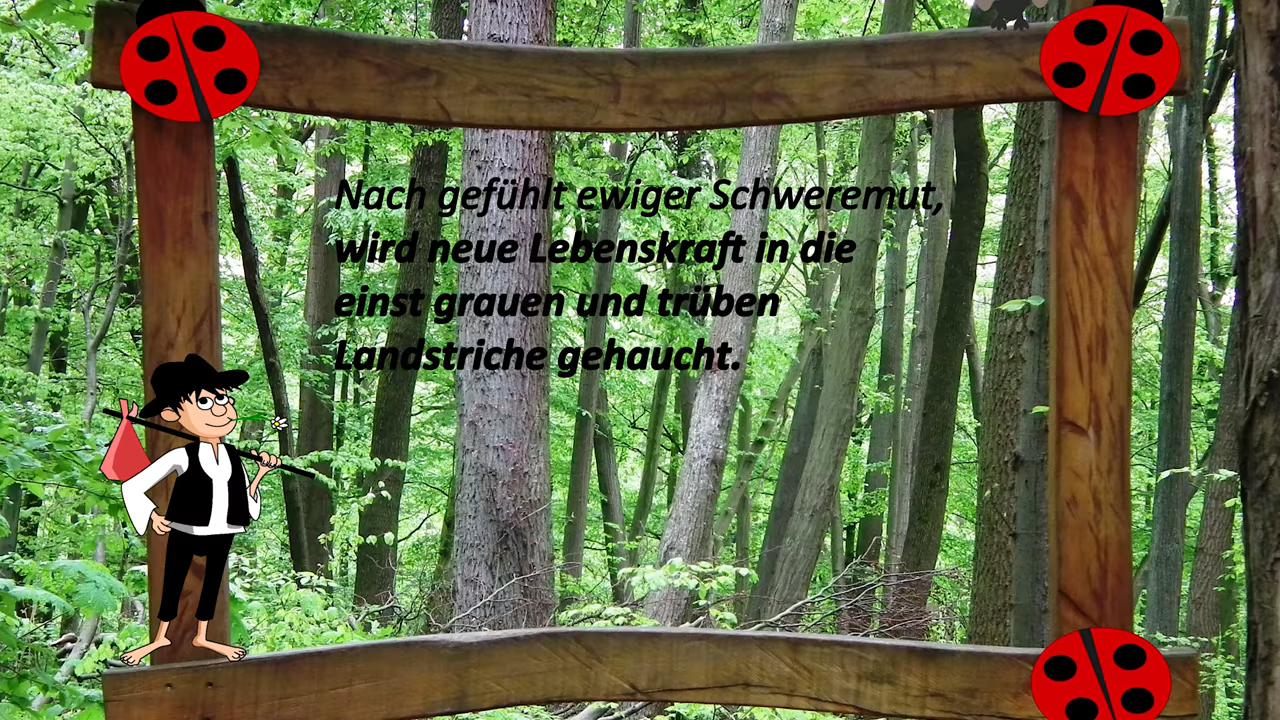 Nach gefühlt ewiger Schweremut,
wird neue Lebenskraft in die
einst grauen und trüben
Landstriche gehaucht.